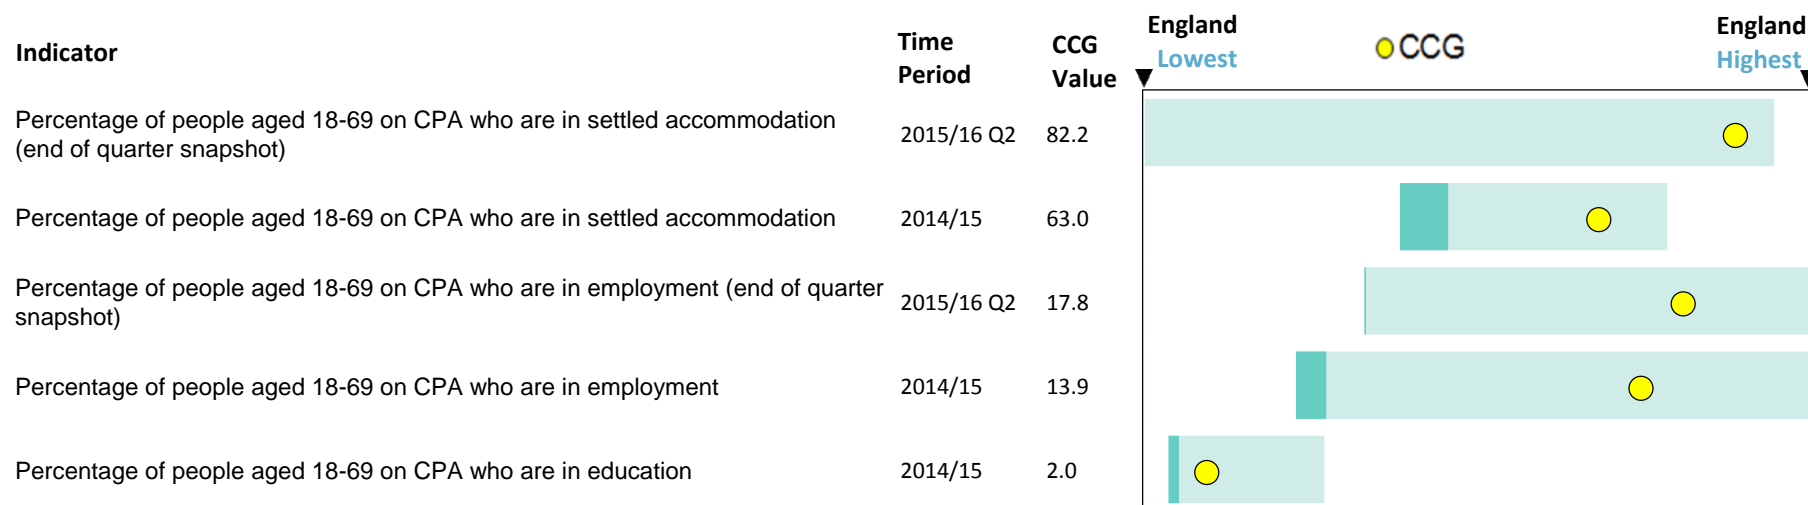 Indicator
Time Period
CCG Value
England Lowest
CCG
England Highest
Percentage of people aged 18-69 on CPA who are in settled accommodation
(end of quarter snapshot)
2015/16 Q2
82.2
Percentage of people aged 18-69 on CPA who are in settled accommodation
2014/15
63.0
Percentage of people aged 18-69 on CPA who are in employment (end of quarter
snapshot)
2015/16 Q2
17.8
Percentage of people aged 18-69 on CPA who are in employment
2014/15
13.9
Percentage of people aged 18-69 on CPA who are in education
2014/15
2.0